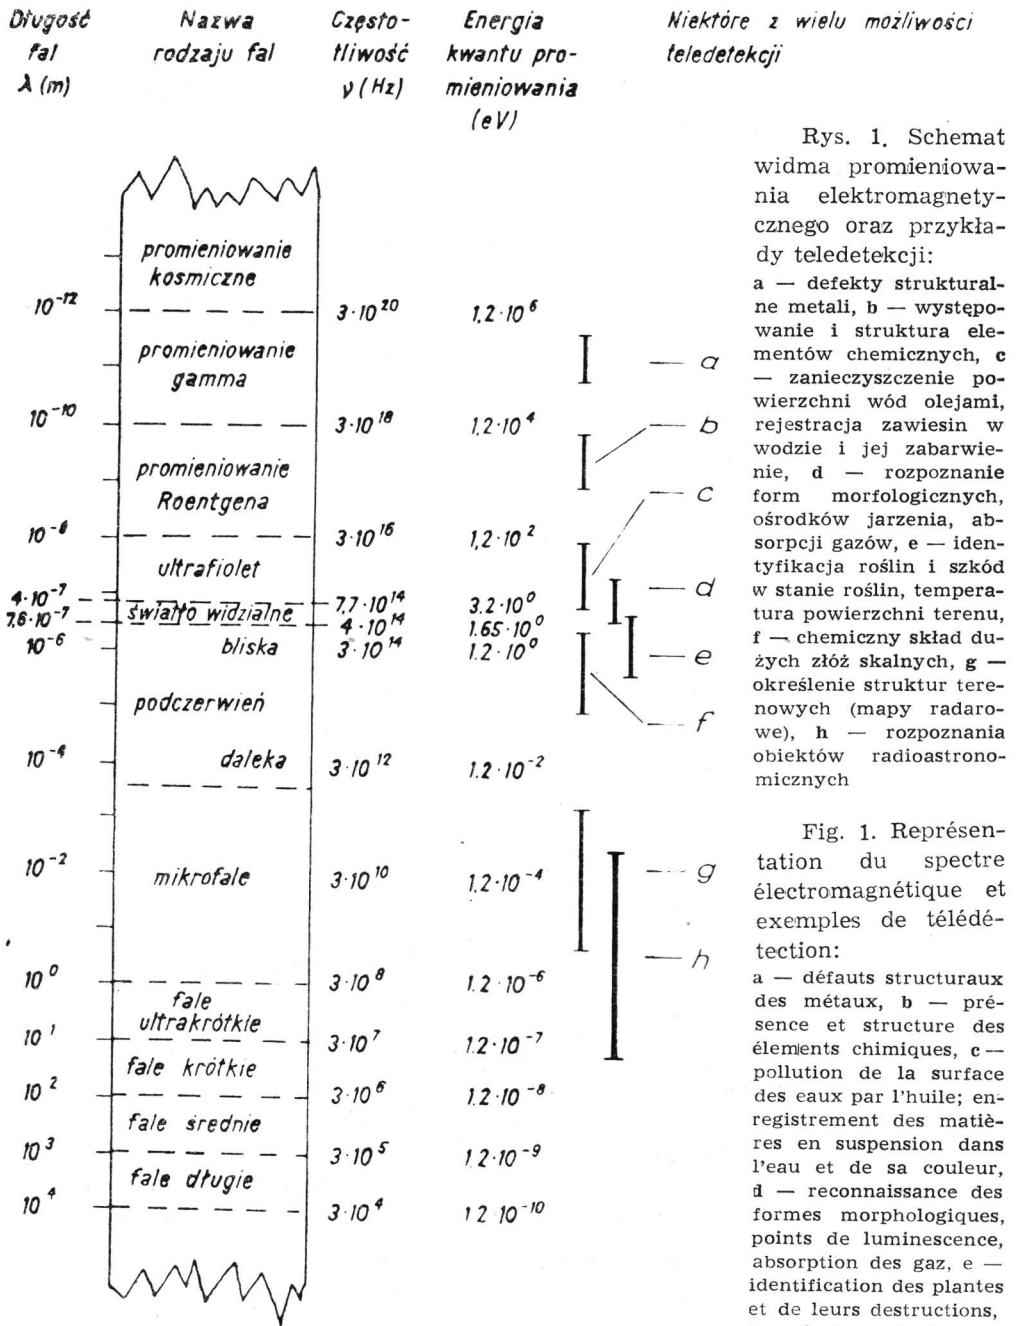 Długość fal λ (m)
Nazwa rodzaju fal
Często-
tliwość
ν (Hz)
Energia
kwantu pro-
mieniowania
(eV)
Niektóre z wielu możliwości
teledetekcji
promieniowanie
kosmiczne
10⁻¹² 3·10²⁰ 1,2·10⁶
promieniowanie
gamma
a
10⁻¹⁰ 3·10¹⁸ 1,2·10⁴
b
promieniowanie
Roentgena
c
10⁻⁸ 3·10¹⁶ 1,2·10²
ultrafiolet
d
4·10⁻⁷ 7,7·10¹⁴ 3.2·10⁰
światło widzialne
7,6·10⁻⁷ 4·10¹⁴ 1.65·10⁰
10⁻⁶ bliska 3·10¹⁴ 1.2·10⁰
e
podczerwień
f
10⁻⁴ daleka 3·10¹² 1.2·10⁻²
10⁻² mikrofale 3·10¹⁰ 1,2·10⁻⁴
g
h
10⁰ 3·10⁸ 1.2·10⁻⁶
fale
ultrakrótkie
10¹ 3·10⁷ 1.2·10⁻⁷
fale krótkie
10² 3·10⁶ 1.2·10⁻⁸
fale średnie
10³ 3·10⁵ 1.2·10⁻⁹
fale długie
10⁴ 3·10⁴ 1 2·10⁻¹⁰
Rys. 1. Schemat
widma promieniowa-
nia elektromagnety-
cznego oraz przykła-
dy teledetekcji:
a — defekty struktural-
ne metali, b — występo-
wanie i struktura ele-
mentów chemicznych, c
— zanieczyszczenie po-
wierzchni wód olejami,
rejestracja zawiesin w
wodzie i jej zabarwie-
nie, d — rozpoznanie
form morfologicznych,
ośrodków jarzenia, ab-
sorpcji gazów, e — iden-
tyfikacja roślin i szkód
w stanie roślin, tempera-
tura powierzchni terenu,
f — chemiczny skład du-
żych złóż skalnych, g —
określenie struktur tere-
nowych (mapy radaro-
we), h — rozpoznania
obiektów radioastrono-
micznych
Fig. 1. Représen-
tation du spectre
électromagnétique et
exemples de télédé-
tection:
a — défauts structuraux
des métaux, b — pré-
sence et structure des
élements chimiques, c —
pollution de la surface
des eaux par l'huile; en-
registrement des matiè-
res en suspension dans
l'eau et de sa couleur,
d — reconnaissance des
formes morphologiques,
points de luminescence,
absorption des gaz, e —
identification des plantes
et de leurs destructions,